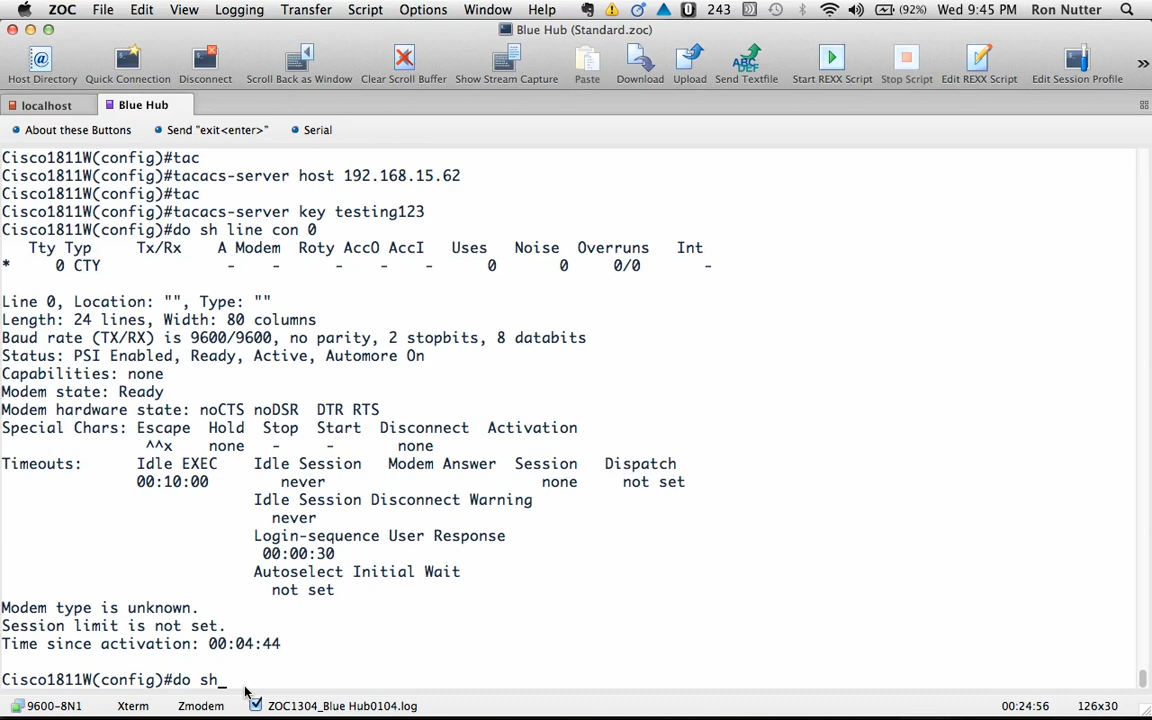 ZOC File Edit View Logging Transfer Script Options Window Help 243 (92%) Wed 9:45 PM Ron Nutter
Blue Hub (Standard.zoc)
Host Directory Quick Connection Disconnect Scroll Back as Window Clear Scroll Buffer Show Stream Capture Paste Download Upload Send Textfile Start REXX Script Stop Script Edit REXX Script Edit Session Profile
localhost Blue Hub
About these Buttons Send "exit<enter>" Serial
Cisco1811W(config)#tac
Cisco1811W(config)#tacacs-server host 192.168.15.62
Cisco1811W(config)#tac
Cisco1811W(config)#tacacs-server key testing123
Cisco1811W(config)#do sh line con 0
Tty Typ Tx/Rx A Modem Roty AccO AccI Uses Noise Overruns Int
* 0 CTY - - - - - 0 0 0/0 -
Line 0, Location: "", Type: ""
Length: 24 lines, Width: 80 columns
Baud rate (TX/RX) is 9600/9600, no parity, 2 stopbits, 8 databits
Status: PSI Enabled, Ready, Active, Automore On
Capabilities: none
Modem state: Ready
Modem hardware state: noCTS noDSR DTR RTS
Special Chars: Escape Hold Stop Start Disconnect Activation
^^x none - - none
Timeouts: Idle EXEC Idle Session Modem Answer Session Dispatch
00:10:00 never none not set
Idle Session Disconnect Warning
never
Login-sequence User Response
00:00:30
Autoselect Initial Wait
not set
Modem type is unknown.
Session limit is not set.
Time since activation: 00:04:44
Cisco1811W(config)#do sh_
9600-8N1 Xterm Zmodem ZOC1304_Blue Hub0104.log 00:24:56 126x30